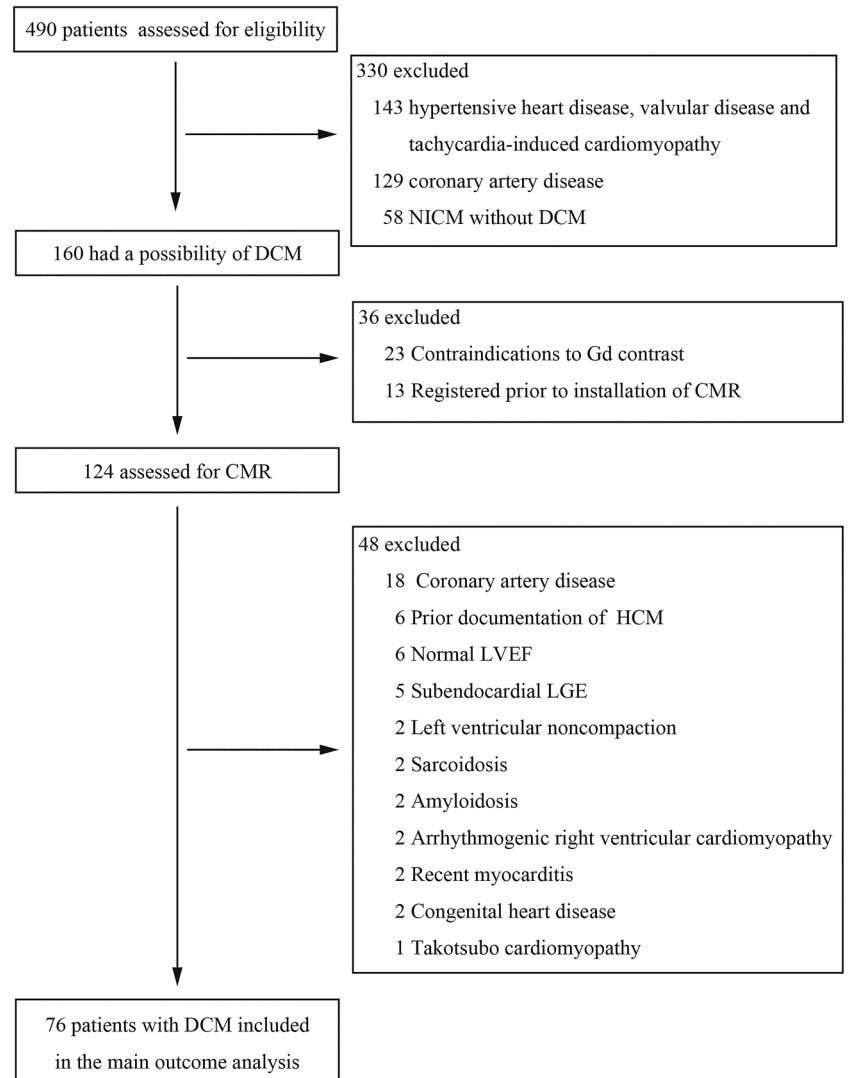 490 patients assessed for eligibility
330 excluded
143 hypertensive heart disease, valvular disease and
tachycardia-induced cardiomyopathy
129 coronary artery disease
58 NICM without DCM
160 had a possibility of DCM
36 excluded
23 Contraindications to Gd contrast
13 Registered prior to installation of CMR
124 assessed for CMR
48 excluded
18 Coronary artery disease
6 Prior documentation of HCM
6 Normal LVEF
5 Subendocardial LGE
2 Left ventricular noncompaction
2 Sarcoidosis
2 Amyloidosis
2 Arrhythmogenic right ventricular cardiomyopathy
2 Recent myocarditis
2 Congenital heart disease
1 Takotsubo cardiomyopathy
76 patients with DCM included
in the main outcome analysis